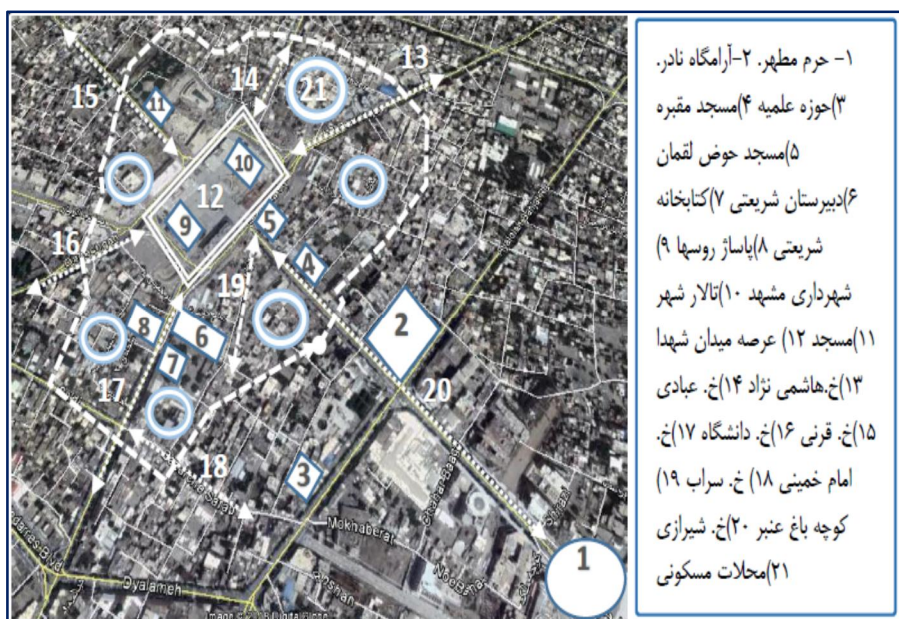 ۱- حرم مطهر. ۲-آرامگاه نادر.
۳)حوزه علمیه ۴)مسجد مقبره
۵)مسجد حوض لقمان
۶)دبیرستان شریعتی ۷)کتابخانه
شریعتی ۸)پاساژ روسها ۹)
شهرداری مشهد ۱۰)تالار شهر
۱۱)مسجد ۱۲) عرصه میدان شهدا
۱۳)خ.هاشمی نژاد ۱۴)خ. عبادی
۱۵)خ. قرنی ۱۶)خ. دانشگاه ۱۷)خ.
امام خمینی ۱۸) خ. سراب ۱۹)
کوچه باغ عنبر ۲۰)خ. شیرازی
۲۱)محلات مسکونی
13
14
21
15
11
10
12
9
5
16
4
19
8
6
2
7
17
20
18
3
Sarab
Mokhaberat
Dyalameh
1